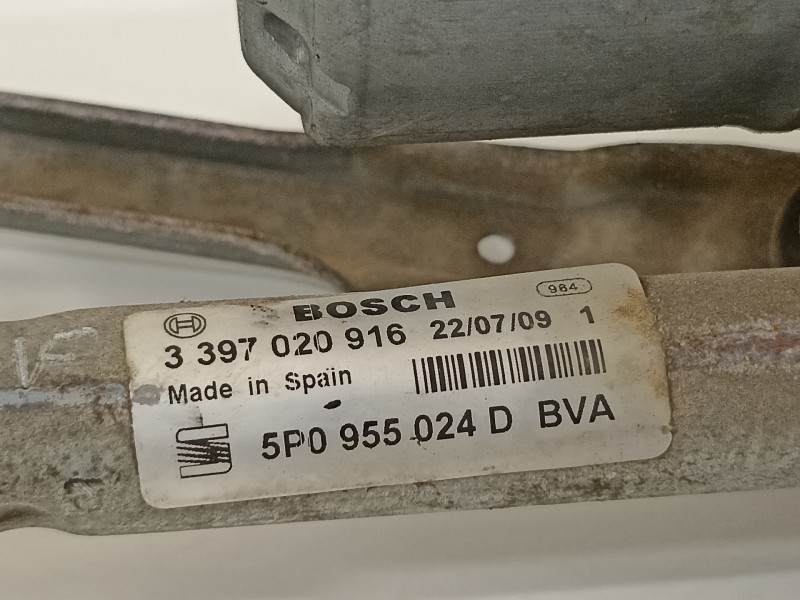 BOSCH
984
3 397 020 916 22/07/09 1
Made in Spain
5P0 955 024 D BVA